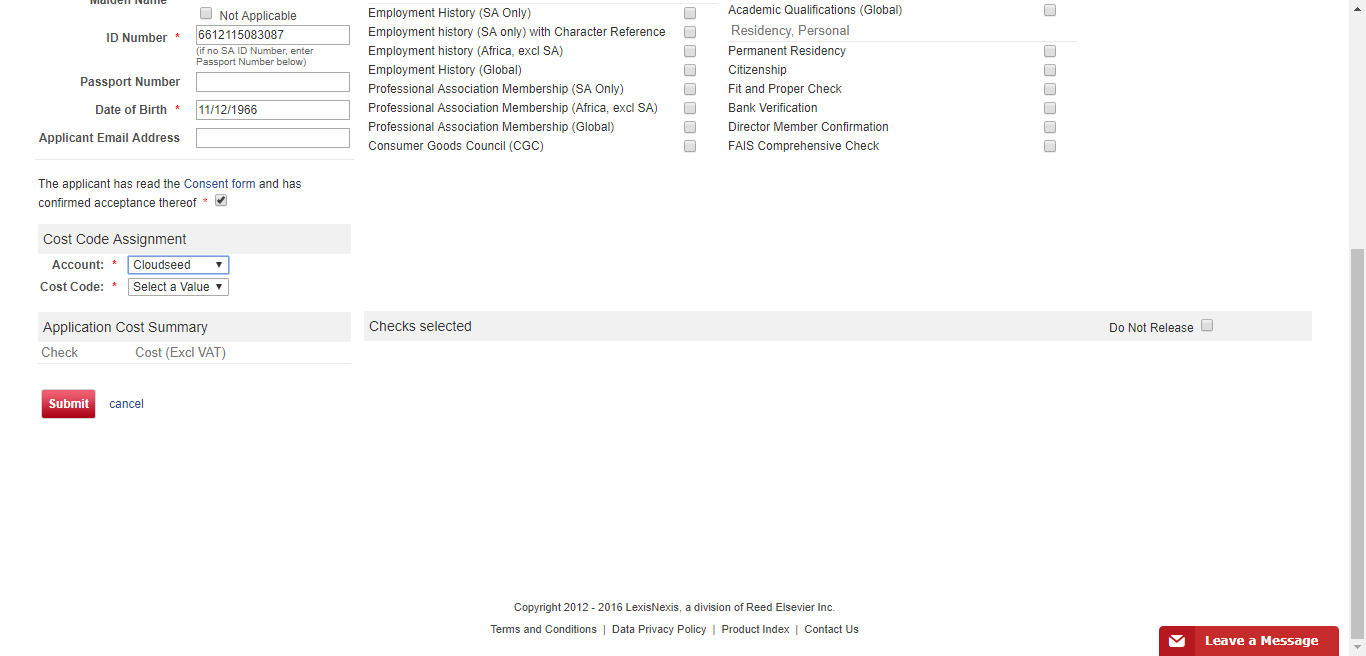 Maiden Name
Not Applicable
ID Number *
6612115083087
(if no SA ID Number, enter
Passport Number below)
Passport Number
Date of Birth *
11/12/1966
Applicant Email Address
Employment History (SA Only)
Employment history (SA only) with Character Reference
Employment history (Africa, excl SA)
Employment History (Global)
Professional Association Membership (SA Only)
Professional Association Membership (Africa, excl SA)
Professional Association Membership (Global)
Consumer Goods Council (CGC)
Academic Qualifications (Global)
Residency, Personal
Permanent Residency
Citizenship
Fit and Proper Check
Bank Verification
Director Member Confirmation
FAIS Comprehensive Check
The applicant has read the Consent form and has
confirmed acceptance thereof *
Cost Code Assignment
Account: * Cloudseed
Cost Code: * Select a Value
Application Cost Summary
Check Cost (Excl VAT)
Checks selected
Do Not Release
Submit cancel
Copyright 2012 - 2016 LexisNexis, a division of Reed Elsevier Inc.
Terms and Conditions | Data Privacy Policy | Product Index | Contact Us
Leave a Message